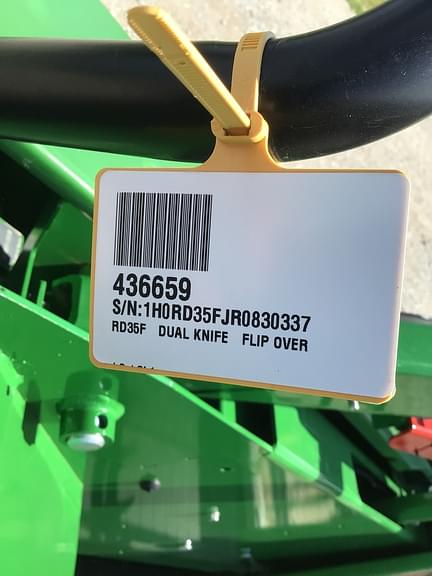 436659
S/N:1H0RD35FJR0830337
RD35F DUAL KNIFE FLIP OVER